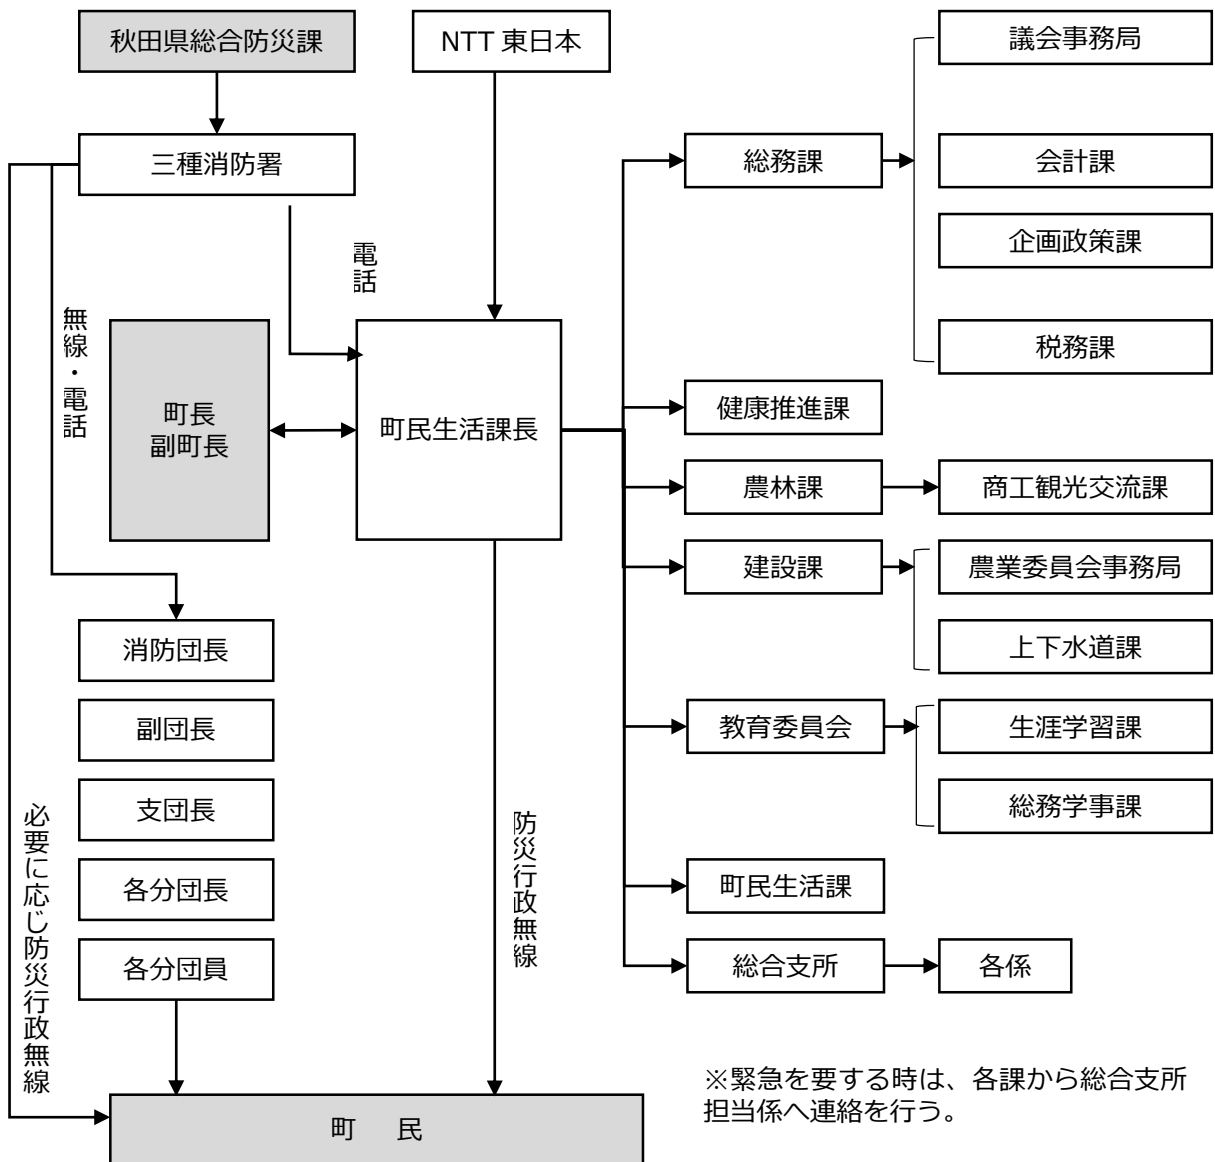 秋田県総合防災課
NTT 東日本
議会事務局
三種消防署
総務課
会計課
企画政策課
電話
税務課
無線・電話
町長
副町長
町民生活課長
健康推進課
農林課
商工観光交流課
建設課
農業委員会事務局
消防団長
上下水道課
副団長
教育委員会
生涯学習課
支団長
総務学事課
必要に応じ防災行政無線
防災行政無線
各分団長
町民生活課
各分団員
総合支所
各係
※緊急を要する時は、各課から総合支所
担当係へ連絡を行う。
町 民